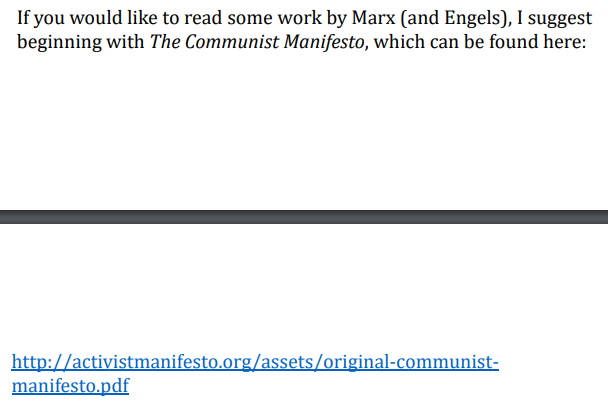 If you would like to read some work by Marx (and Engels), I suggest
beginning with The Communist Manifesto, which can be found here:
http://activistmanifesto.org/assets/original-communist-
manifesto.pdf